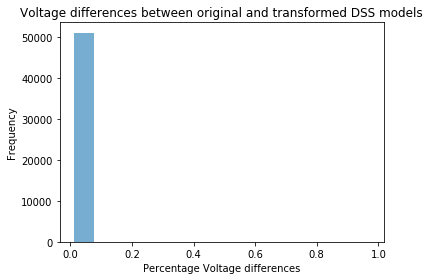 Voltage differences between original and transformed DSS models
50000
40000
30000
20000
10000
0
Frequency
0.0 0.2 0.4 0.6 0.8 1.0
Percentage Voltage differences